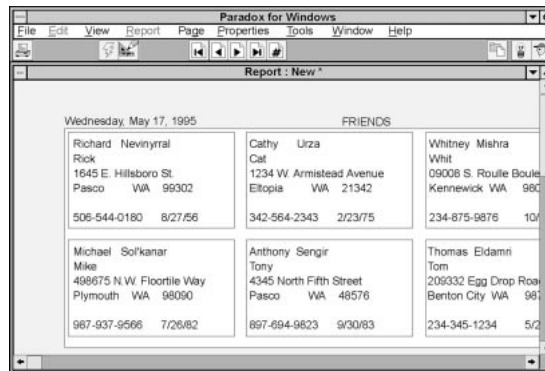 Paradox for Windows
File Edit View Report Page Properties Tools Window Help
Report : New *
Wednesday, May 17, 1995 FRIENDS
Richard Nevinyrral
Rick
1645 E. Hillsboro St.
Pasco WA 99302
506-544-0180 8/27/56
Cathy Urza
Cat
1234 W. Armistead Avenue
Eltopia WA 21342
342-564-2343 2/23/75
Whitney Mishra
Whit
09008 S. Roulle Boule
Kennewick WA 980
234-875-9876 10/
Michael Sol'kanar
Mike
498675 N.W. Floortile Way
Plymouth WA 98090
987-937-9566 7/26/82
Anthony Sengir
Tony
4345 North Fifth Street
Pasco WA 48576
897-694-9823 9/30/83
Thomas Eldamri
Tom
209332 Egg Drop Road
Benton City WA 987
234-345-1234 5/2